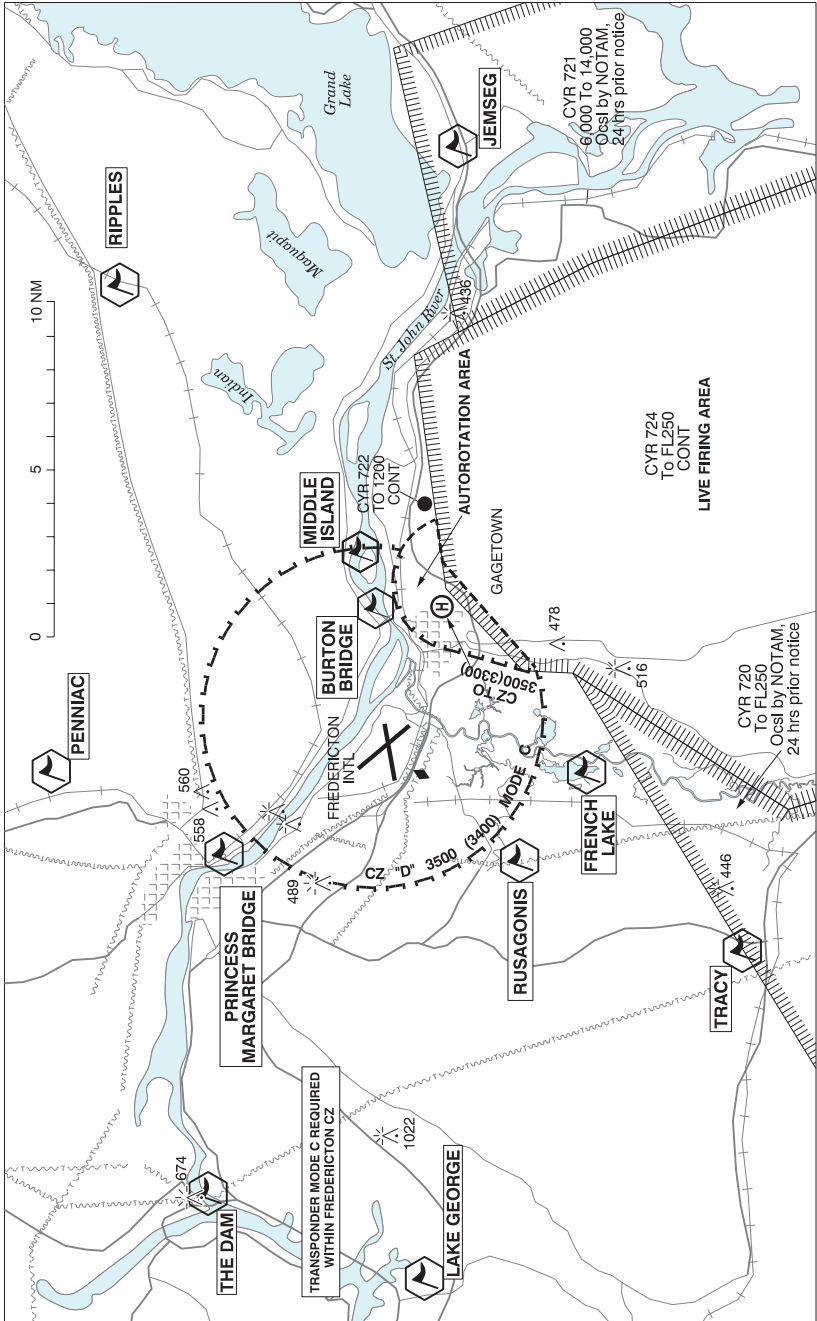 Grand
Lake
JEMSEG
CYR 721
6,000 To 14,000
Ocsl by NOTAM,
24 hrs prior notice
RIPPLES
Maquapit
10 NM
5
0
Indian
St. John River
436
MIDDLE
ISLAND
CYR 722
TO 1200
CONT
AUTOROTATION AREA
CYR 724
To FL250
CONT
LIVE FIRING AREA
GAGETOWN
BURTON
BRIDGE
H
CZ TO
3500(3300)
478
516
CYR 720
To FL250
Ocsl by NOTAM,
24 hrs prior notice
PENNIAC
560
558
FREDERICTON
INTL
CZ "D" 3500 (3400) MODE C
FRENCH
LAKE
489
RUSAGONIS
446
PRINCESS
MARGARET BRIDGE
TRACY
TRANSPONDER MODE C REQUIRED
WITHIN FREDERICTON CZ
1022
674
THE DAM
LAKE GEORGE